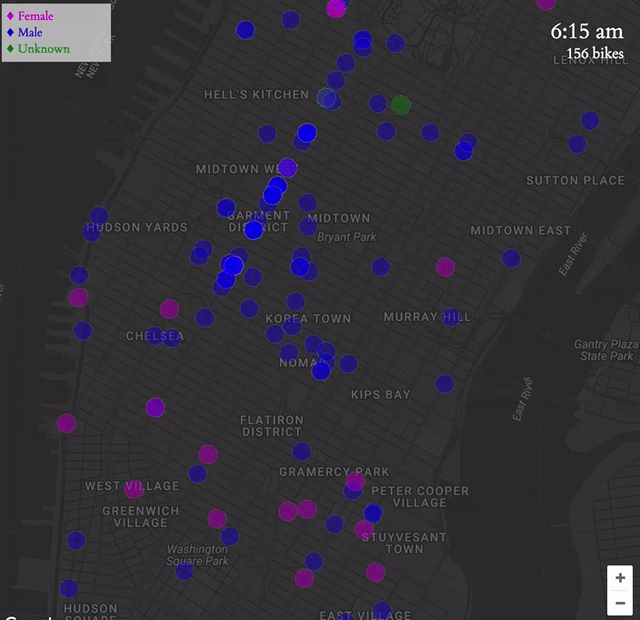 ♦ Female
♦ Male
♦ Unknown
6:15 am
156 bikes
LENOX HILL
HELL'S KITCHEN
MIDTOWN WE
SUTTON PLACE
GARMENT
DISTRICT
MIDTOWN
HUDSON YARDS
Bryant Park
MIDTOWN EAST
East River
KOREA TOWN
MURRAY HILL
CHELSEA
Gantry Plaza
State Park
NOMA
KIPS BAY
East River
FLATIRON
DISTRICT
GRAMERCY PARK
WEST VILLAGE
PETER COOPER
VILLAGE
GREENWICH
VILLAGE
STUYVESANT
TOWN
Washington
Square Park
HUDSON
SQUARE
EAST VILLAGE
+
−